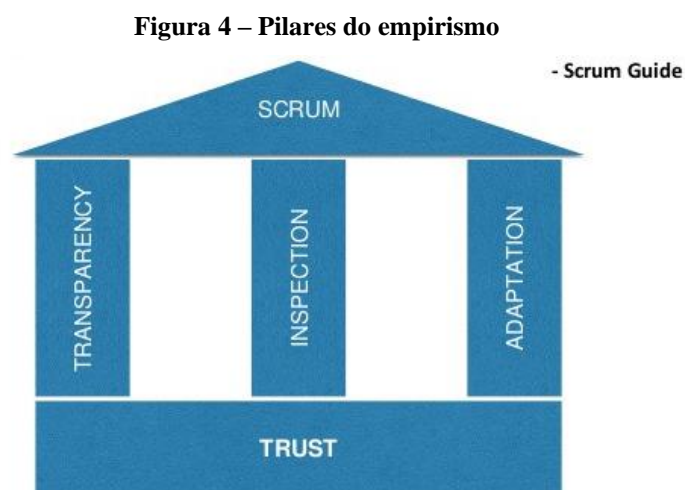 Figura 4 – Pilares do empirismo
- Scrum Guide
SCRUM
TRANSPARENCY
INSPECTION
ADAPTATION
TRUST